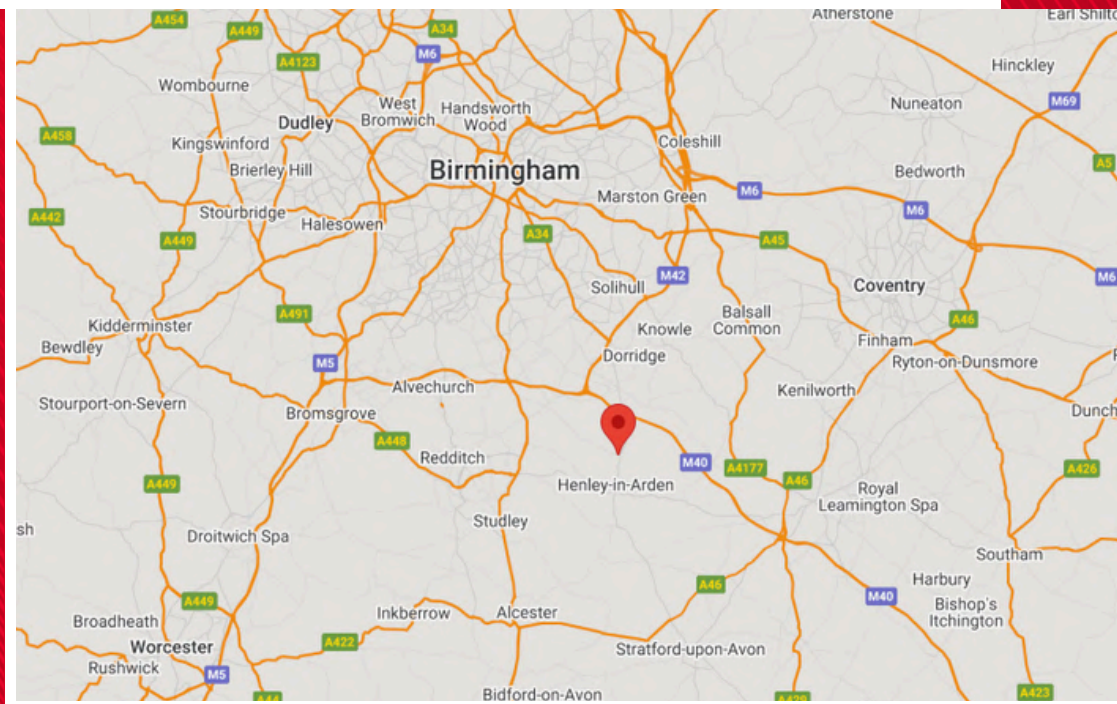 A454
A449
A34
Atherstone
Earl Shilto
A4123
M6
Hinckley
Wombourne
M69
West
Bromwich
Handsworth
Wood
Nuneaton
Dudley
A458
Kingswinford
Coleshill
A5
Brierley Hill
Birmingham
Bedworth
Marston Green
M6
A442
Stourbridge
Halesowen
M6
A449
A34
A45
M42
M6
Solihull
Coventry
A491
Balsall
Common
A46
Kidderminster
Knowle
Bewdley
Finham
Dorridge
M5
Ryton-on-Dunsmore
Alvechurch
Kenilworth
Stourport-on-Severn
Bromsgrove
Dunch
A448
Redditch
M40
A4177
A426
A449
Henley-in-Arden
A46
Royal
Leamington Spa
Studley
sh
Droitwich Spa
Southam
Harbury
A46
M40
A449
Bishop's
Itchington
Inkberrow
Alcester
Broadheath
A422
Worcester
Stratford-upon-Avon
Rushwick
M5
Bidford-on-Avon
A44
A429
A423